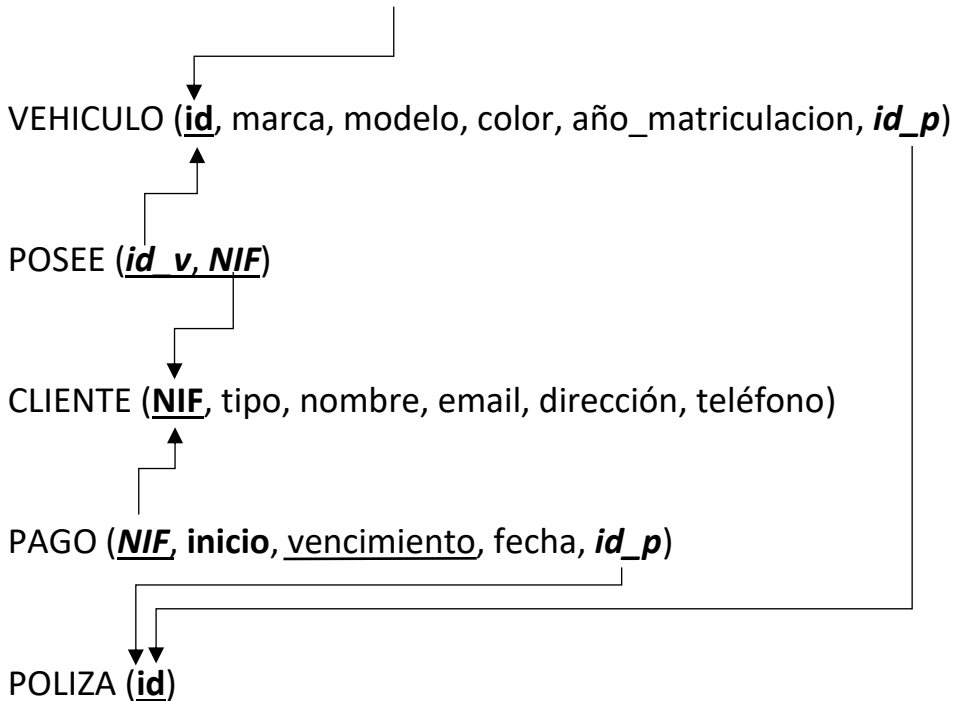 VEHICULO (id, marca, modelo, color, año_matriculacion, id_p)
POSEE (id_v, NIF)
CLIENTE (NIF, tipo, nombre, email, dirección, teléfono)
PAGO (NIF, inicio, vencimiento, fecha, id_p)
POLIZA (id)